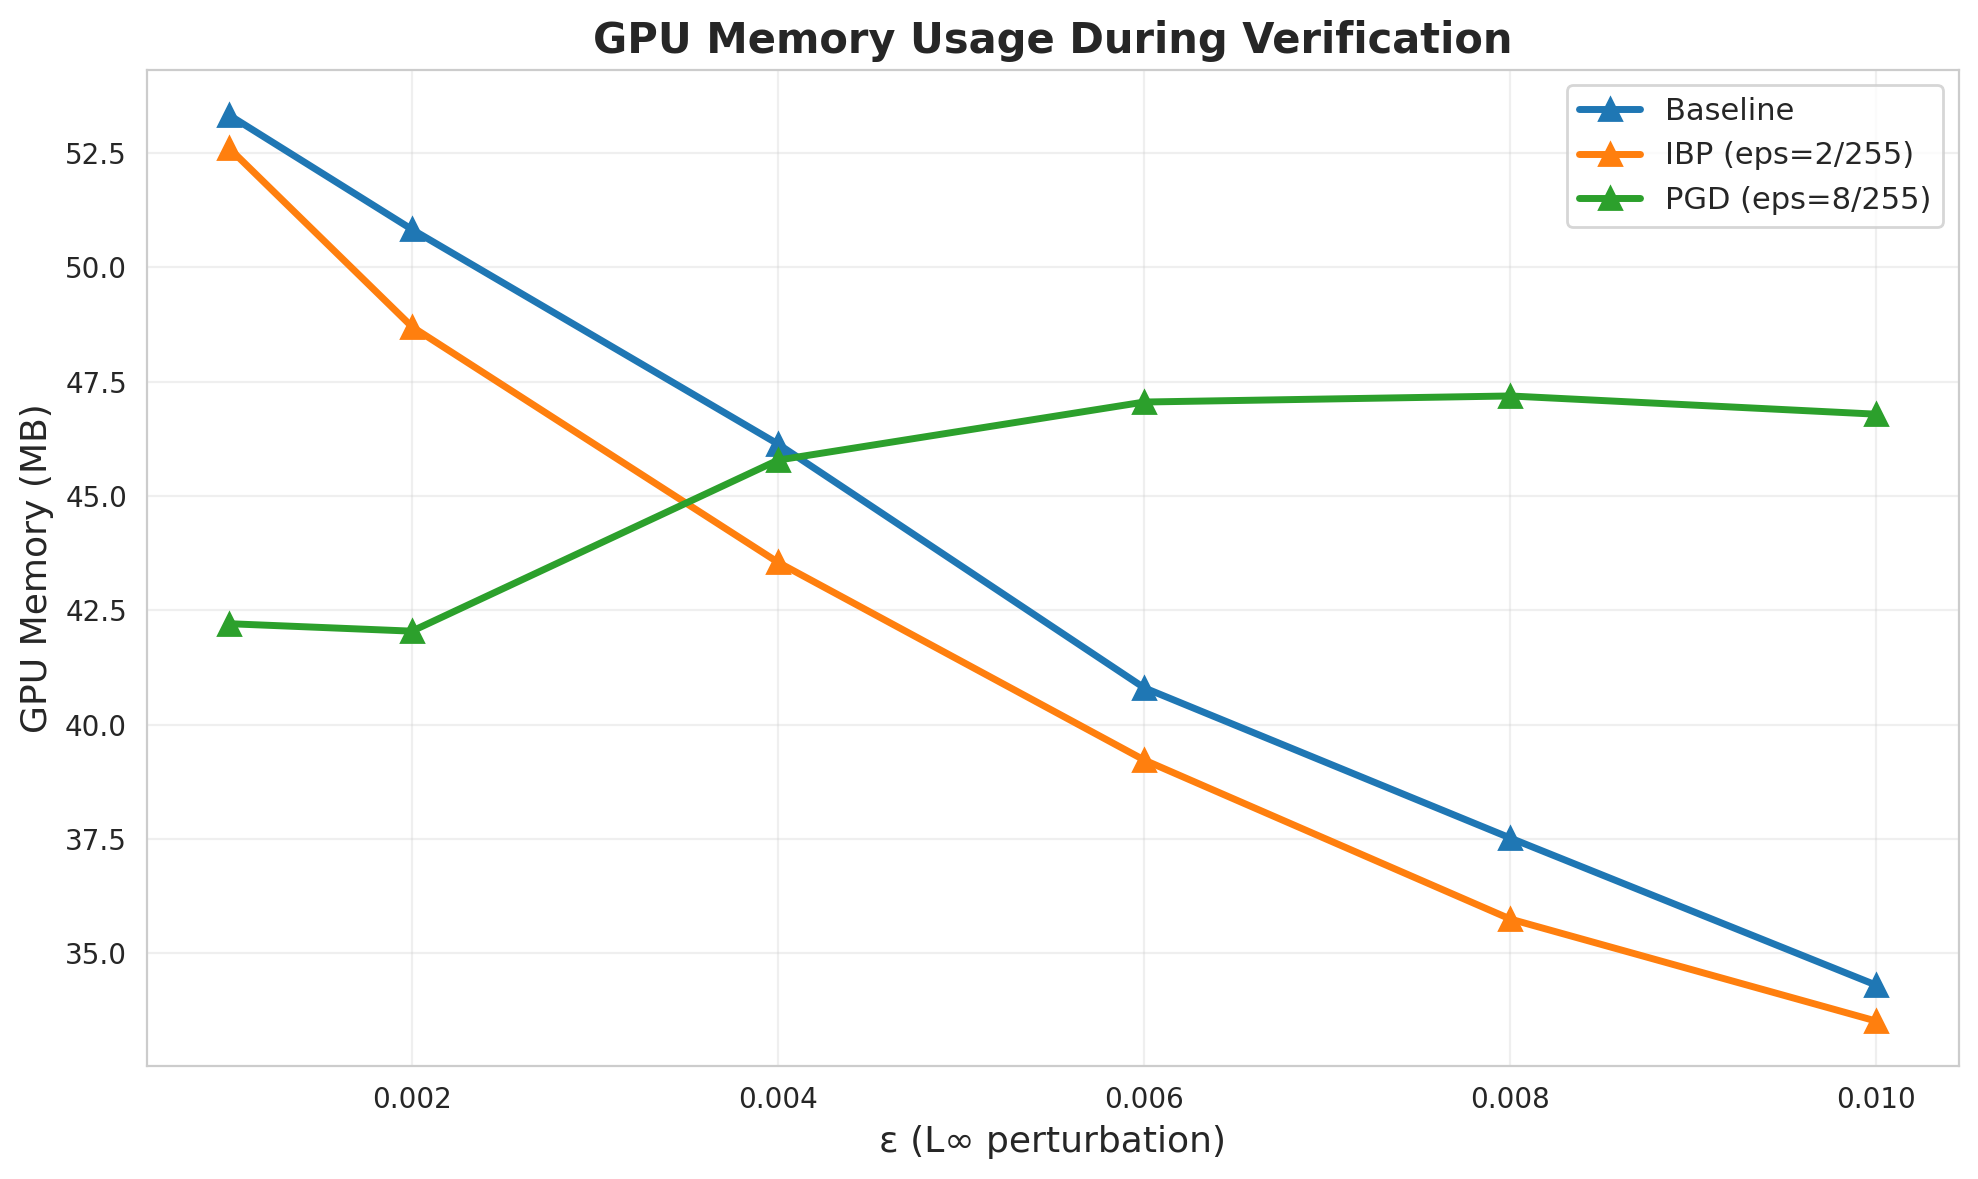 GPU Memory Usage During Verification
Baseline
IBP (eps=2/255)
PGD (eps=8/255)
GPU Memory (MB)
52.5
50.0
47.5
45.0
42.5
40.0
37.5
35.0
0.002 0.004 0.006 0.008 0.010
ε (L∞ perturbation)